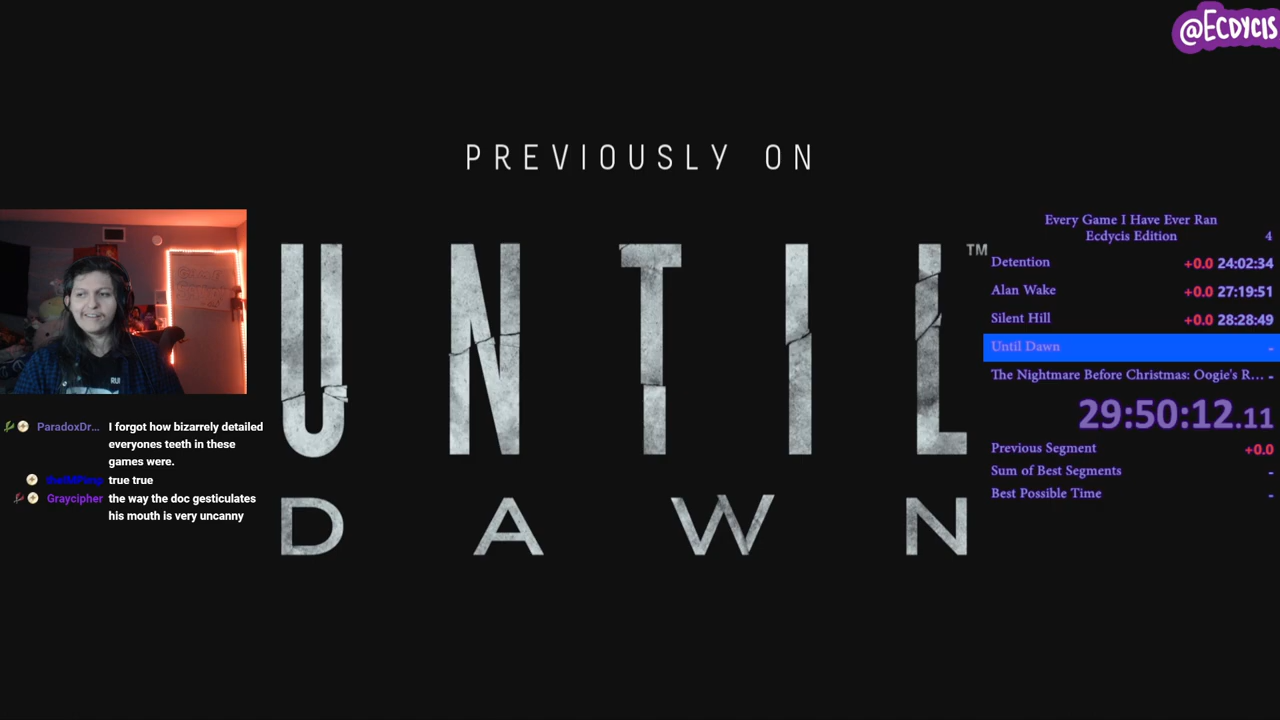 @ECDYCIS
PREVIOUSLY ON
UNTIL™
DAWN
Every Game I Have Ever Ran
Ecdycis Edition 4
Detention +0.0 24:02:34
Alan Wake +0.0 27:19:51
Silent Hill +0.0 28:28:49
Until Dawn -
The Nightmare Before Christmas: Oogie's R... -
29:50:12.11
Previous Segment +0.0
Sum of Best Segments -
Best Possible Time -
ParadoxDr... I forgot how bizarrely detailed
everyones teeth in these
games were.
true true
Graycipher the way the doc gesticulates
his mouth is very uncanny